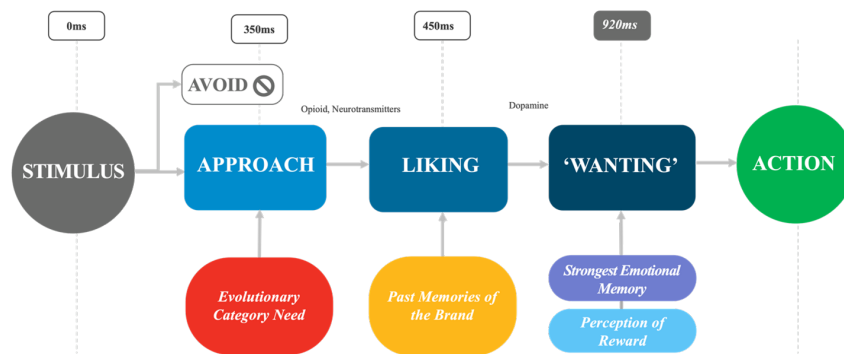 0ms
350ms
450ms
920ms
AVOID
Opioid, Neurotransmitters
Dopamine
STIMULUS
APPROACH
LIKING
‘WANTING’
ACTION
Evolutionary
Category Need
Past Memories of
the Brand
Strongest Emotional
Memory
Perception of
Reward